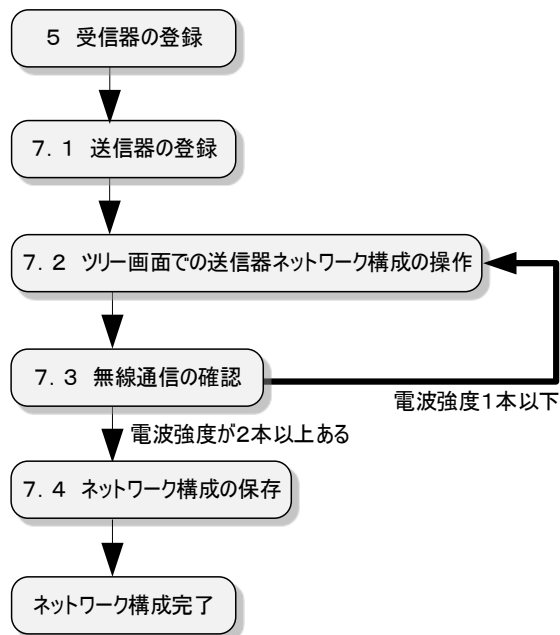 ５　受信器の登録
７．１　送信器の登録
７．２　ツリー画面での送信器ネットワーク構成の操作
７．３　無線通信の確認
電波強度１本以下
電波強度が２本以上ある
７．４　ネットワーク構成の保存
ネットワーク構成完了